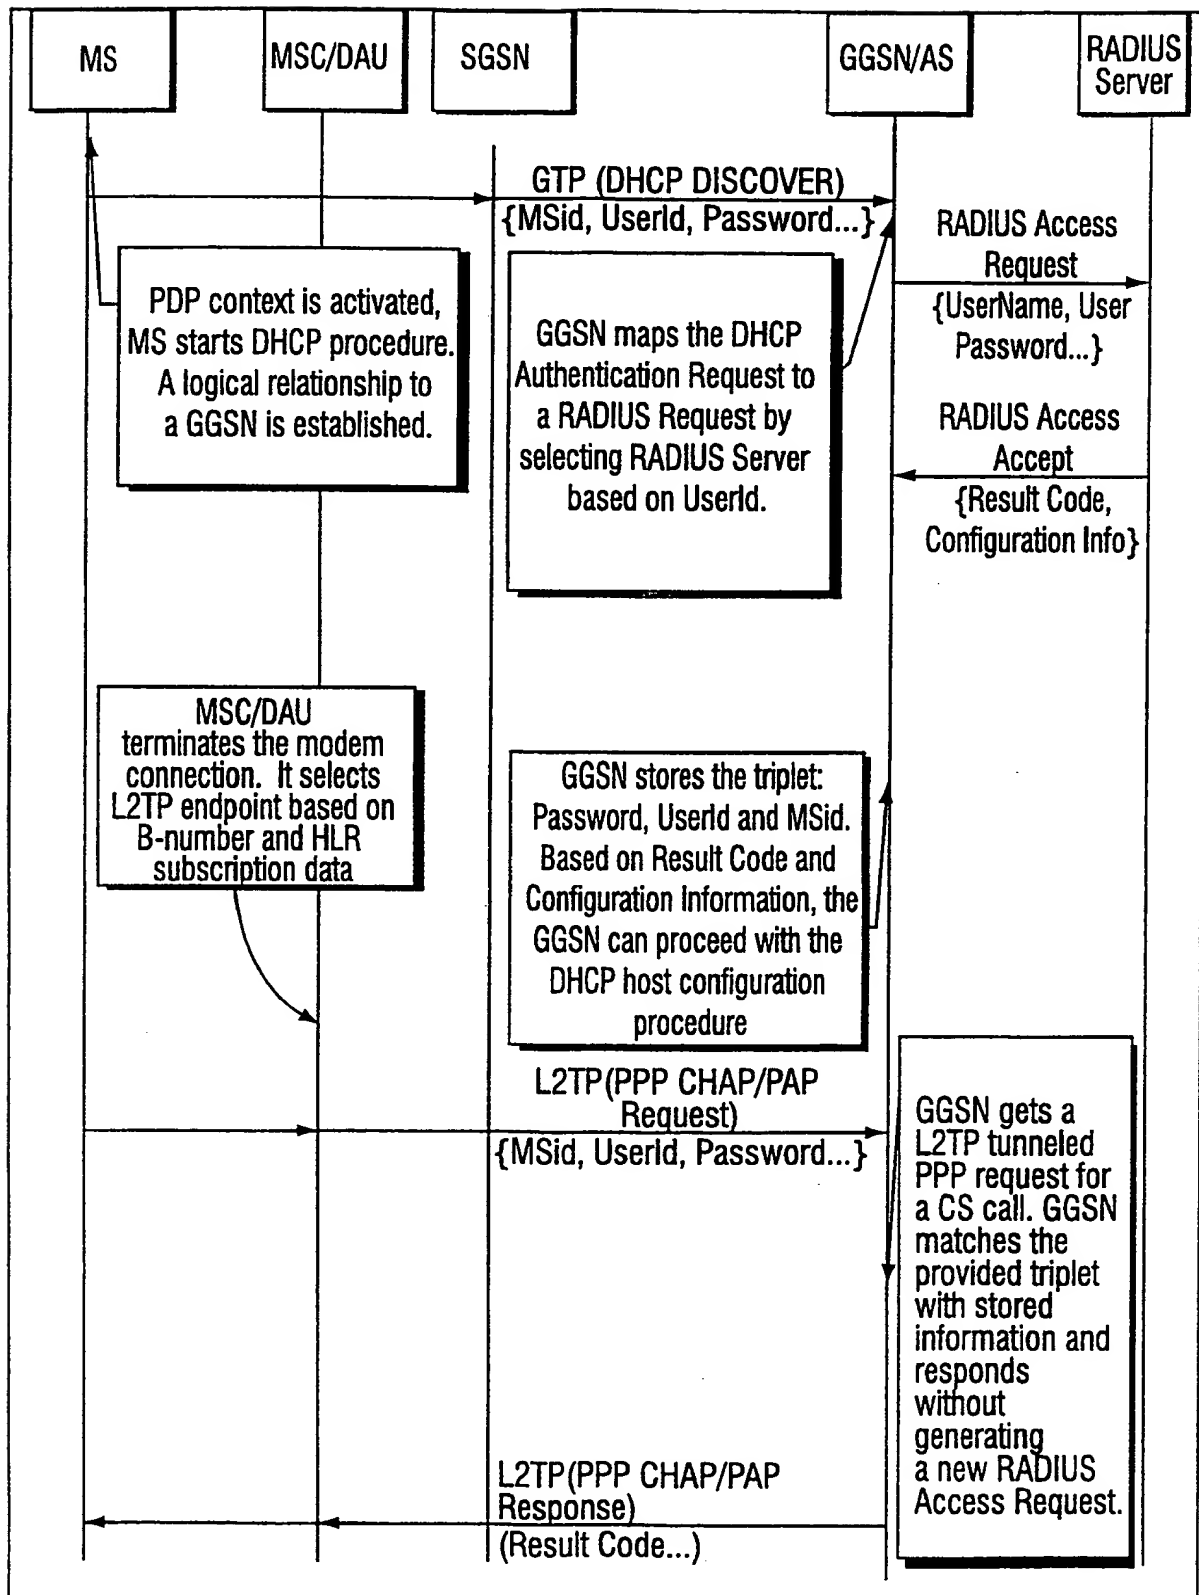 MS
MSC/DAU
SGSN
GGSN/AS
RADIUS
Server
GTP (DHCP DISCOVER)
{MSid, UserId, Password...}
RADIUS Access
Request
{UserName, User
Password...}
PDP context is activated,
MS starts DHCP procedure.
A logical relationship to
a GGSN is established.
GGSN maps the DHCP
Authentication Request to
a RADIUS Request by
selecting RADIUS Server
based on UserId.
RADIUS Access
Accept
{Result Code,
Configuration Info}
MSC/DAU
terminates the modem
connection. It selects
L2TP endpoint based on
B-number and HLR
subscription data
GGSN stores the triplet:
Password, UserId and MSid.
Based on Result Code and
Configuration Information, the
GGSN can proceed with the
DHCP host configuration
procedure
L2TP(PPP CHAP/PAP
Request)
{MSid, UserId, Password...}
GGSN gets a
L2TP tunneled
PPP request for
a CS call. GGSN
matches the
provided triplet
with stored
information and
responds
without
generating
a new RADIUS
Access Request.
L2TP(PPP CHAP/PAP
Response)
(Result Code...)